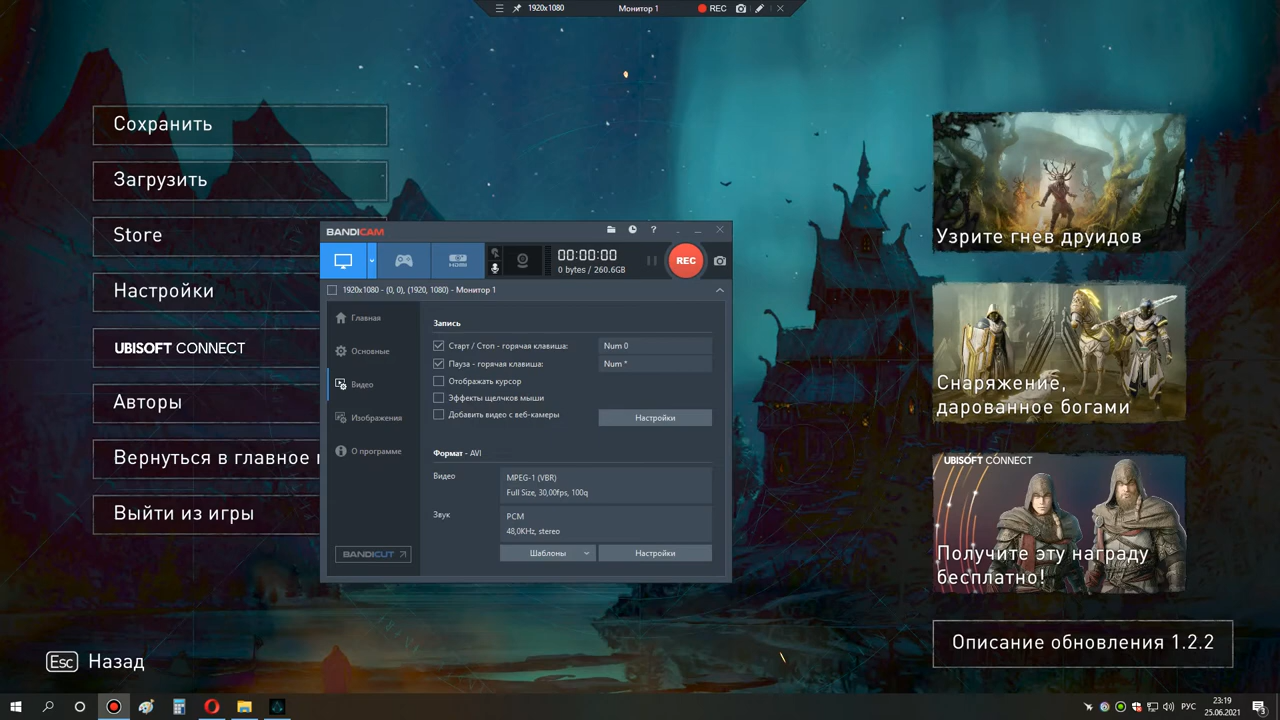 1920x1080
Монитор 1
REC
Сохранить
Загрузить
Store
Настройки
UBISOFT CONNECT
Авторы
Вернуться в главное
Выйти из игры
Esc Назад
BANDICAM
?
00:00:00
0 bytes / 260.6GB
HDMI
REC
1920x1080 - (0, 0), (1920, 1080) - Монитор 1
Главная
Основные
Видео
Изображения
О программе
BANDICUT
Запись
Старт / Стоп - горячая клавиша:
Num 0
Пауза - горячая клавиша:
Num *
Отображать курсор
Эффекты щелчков мыши
Добавить видео с веб-камеры
Настройки
Формат - AVI
Видео
MPEG-1 (VBR)
Full Size, 30,00fps, 100q
Звук
PCM
48,0KHz, stereo
Шаблоны
Настройки
Узрите гнев друидов
Снаряжение,
дарованное богами
UBISOFT CONNECT
Получите эту награду
бесплатно!
Описание обновления 1.2.2
РУС
23:19
25.06.2021
3